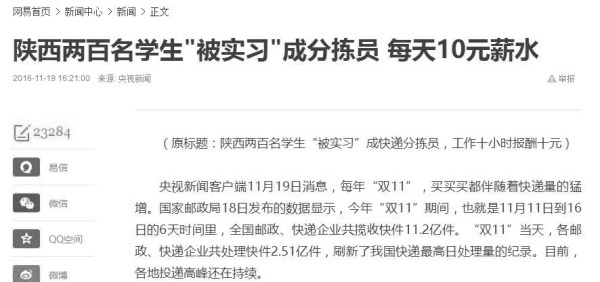 网易首页 > 新闻中心 > 新闻 > 正文
陕西两百名学生"被实习"成分拣员 每天10元薪水
2016-11-19 16:21:00 来源: 央视新闻 举报
23284
易信
微信
QQ空间
微博
（原标题：陕西两百名学生“被实习”成快递分拣员，工作十小时报酬十元）
央视新闻客户端11月19日消息，每年“双11”，买买买都伴随着快递量的猛
增。国家邮政局18日发布的数据显示，今年“双11”期间，也就是11月11日到16
日的6天时间里，全国邮政、快递企业共揽收快件11.2亿件。“双11”当天，各邮
政、快递企业共处理快件2.51亿件，刷新了我国快递最高日处理量的纪录。目前，
各地投递高峰还在持续。